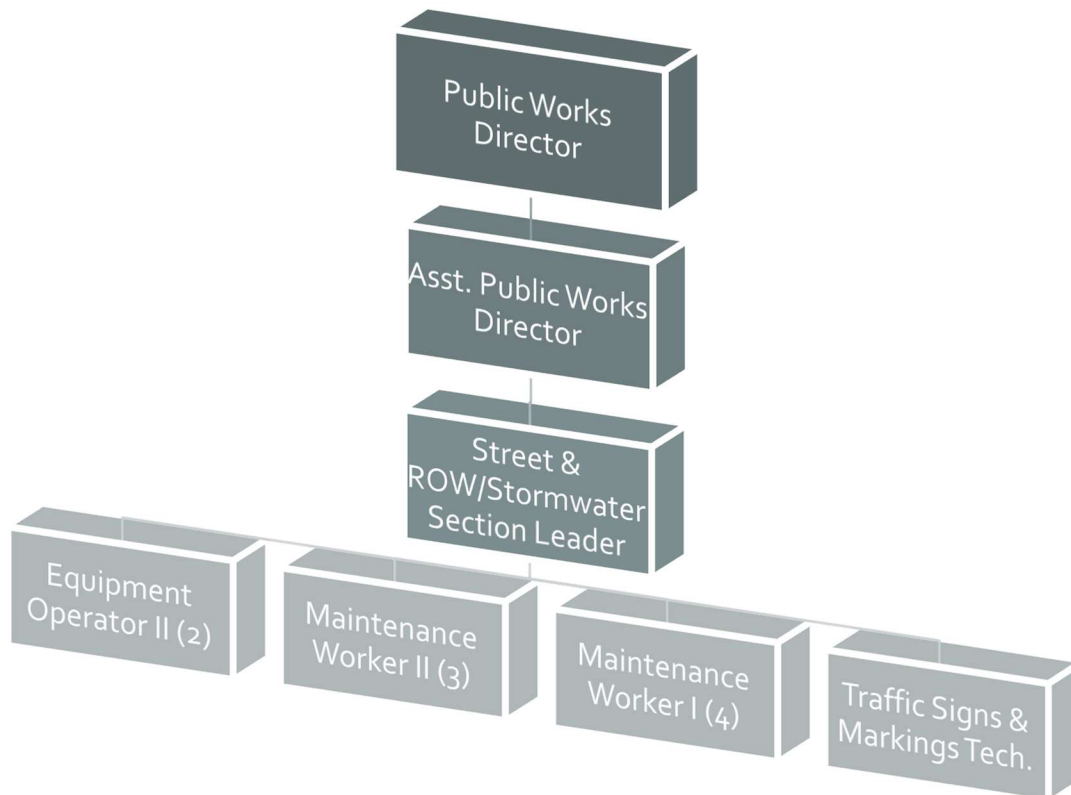 Public Works
Director
Asst. Public Works
Director
Street &
ROW/Stormwater
Section Leader
Equipment
Operator II (2)
Maintenance
Worker II (3)
Maintenance
Worker I (4)
Traffic Signs &
Markings Tech.